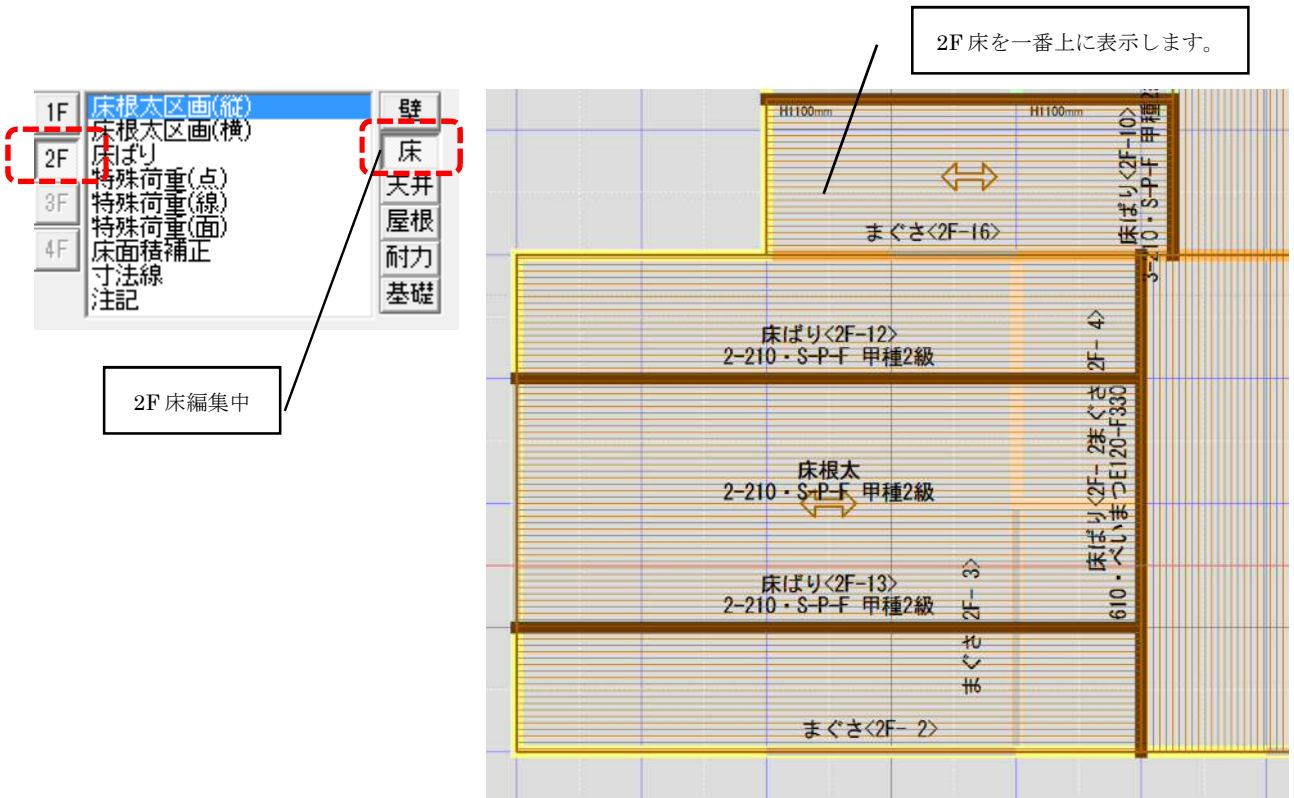 2F 床を一番上に表示します。
1F
2F
3F
4F
床根太区画(縦)
床根太区画(横)
床ばり
特殊荷重(点)
特殊荷重(線)
特殊荷重(面)
床面積補正
寸法線
注記
壁
床
天井
屋根
耐力
基礎
2F 床編集中
H1100mm
H1100mm
床ばり<2F-10>
3-210・S-P-F 甲種2
まぐさ<2F-16>
床ばり<2F-12>
2-210・S-P-F 甲種2級
床根太
2-210・S-P-F 甲種2級
床ばり<2F-13>
2-210・S-P-F 甲種2級
まぐさ 2F- 3>
床ばり<2F- 2まぐさ 2F- 4>
610・べいまつE120-F330
まぐさ<2F- 2>